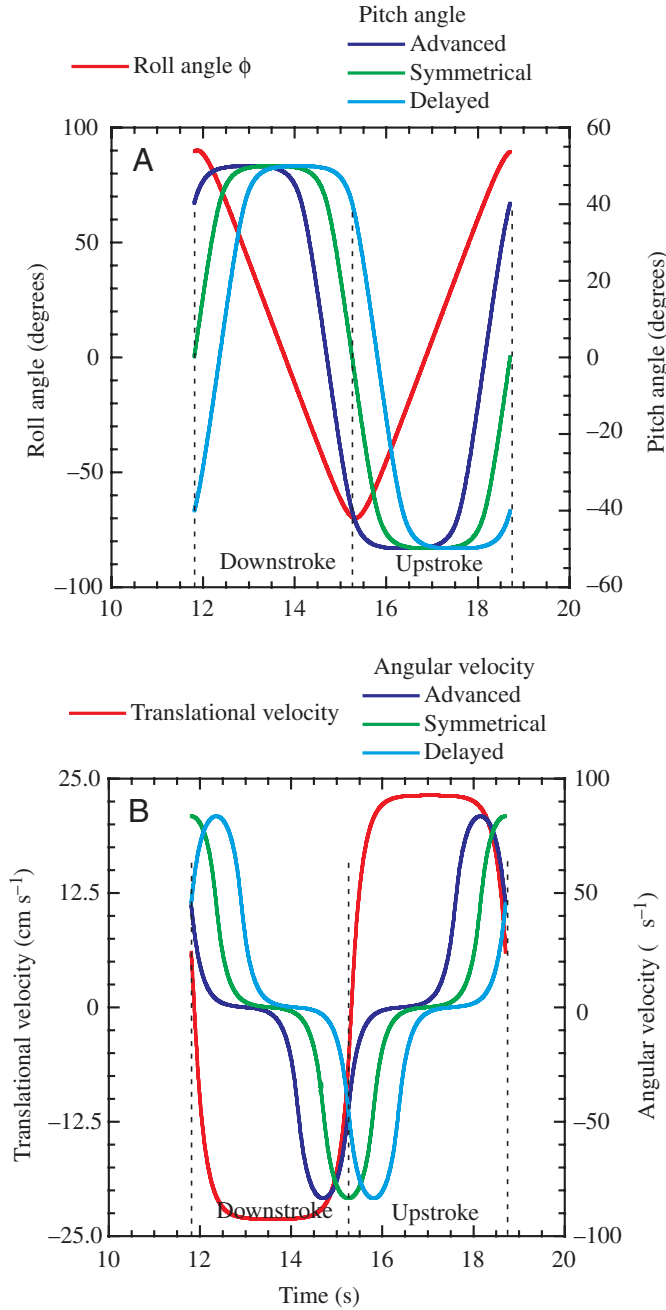 Pitch angle
Roll angle ϕ
Advanced
Symmetrical
Delayed
A
100
50
0
−50
−100
Roll angle (degrees)
60
40
20
0
−20
−40
−60
Pitch angle (degrees)
Downstroke
Upstroke
10
12
14
16
18
20
Angular velocity
Translational velocity
Advanced
Symmetrical
Delayed
B
25.0
12.5
0
−12.5
−25.0
Translational velocity (cm s−1)
100
50
0
−50
−100
Angular velocity ( s−1)
Downstroke
Upstroke
10
12
14
16
18
20
Time (s)